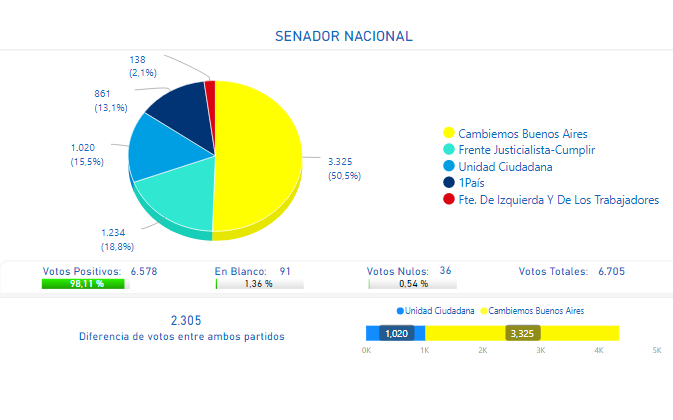 SENADOR NACIONAL
138
(2,1%)
861
(13,1%)
1.020
(15,5%)
1.234
(18,8%)
3.325
(50,5%)
Cambiemos Buenos Aires
Frente Justicialista-Cumplir
Unidad Ciudadana
1País
Fte. De Izquierda Y De Los Trabajadores
Votos Positivos: 6.578
98,11 %
En Blanco: 91
1,36 %
Votos Nulos: 36
0,54 %
Votos Totales: 6.705
2.305
Diferencia de votos entre ambos partidos
Unidad Ciudadana Cambiemos Buenos Aires
1,020 3,325
0K 1K 2K 3K 4K 5K